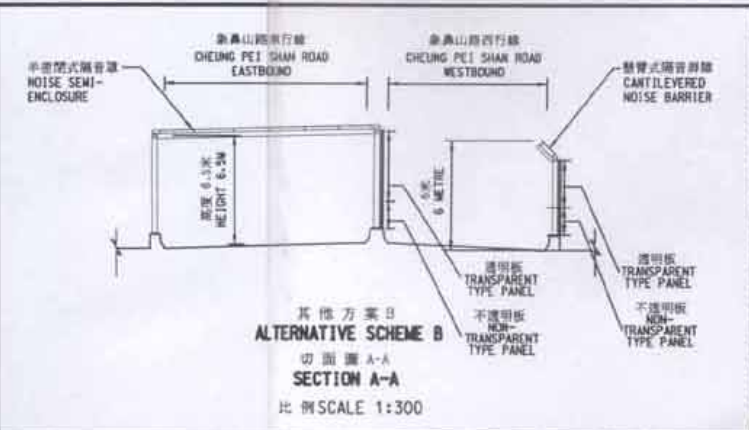 象鼻山路東行線
CHEUNG PEI SHAN ROAD
EASTBOUND
象鼻山路西行線
CHEUNG PEI SHAN ROAD
WESTBOUND
半密閉式隔音罩
NOISE SEMI-
ENCLOSURE
懸臂式隔音屏障
CANTILEVERED
NOISE BARRIER
高度 6.5米
HEIGHT 6.5M
6米
6 METRE
透明板
TRANSPARENT
TYPE PANEL
不透明板
NON-
TRANSPARENT
TYPE PANEL
透明板
TRANSPARENT
TYPE PANEL
不透明板
NON-
TRANSPARENT
TYPE PANEL
其他方案B
ALTERNATIVE SCHEME B
切面圖 A-A
SECTION A-A
比例 SCALE 1:300